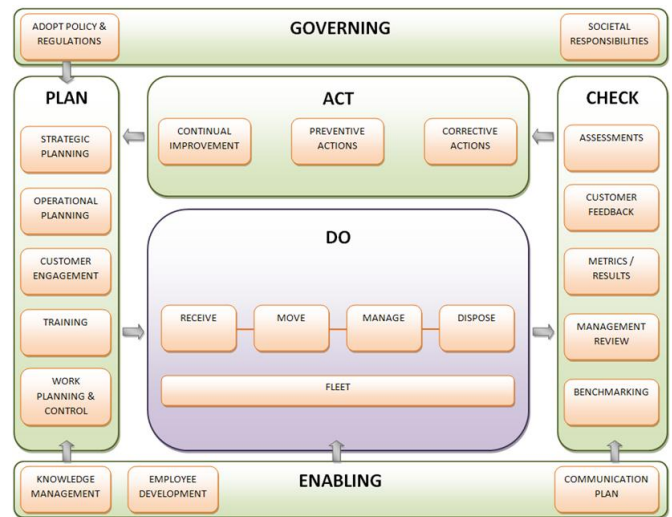 ADOPT POLICY &
REGULATIONS
GOVERNING
SOCIETAL
RESPONSIBILITIES
PLAN
STRATEGIC
PLANNING
OPERATIONAL
PLANNING
CUSTOMER
ENGAGEMENT
TRAINING
WORK
PLANNING &
CONTROL
ACT
CONTINUAL
IMPROVEMENT
PREVENTIVE
ACTIONS
CORRECTIVE
ACTIONS
DO
RECEIVE
MOVE
MANAGE
DISPOSE
FLEET
CHECK
ASSESSMENTS
CUSTOMER
FEEDBACK
METRICS /
RESULTS
MANAGEMENT
REVIEW
BENCHMARKING
KNOWLEDGE
MANAGEMENT
EMPLOYEE
DEVELOPMENT
ENABLING
COMMUNICATION
PLAN